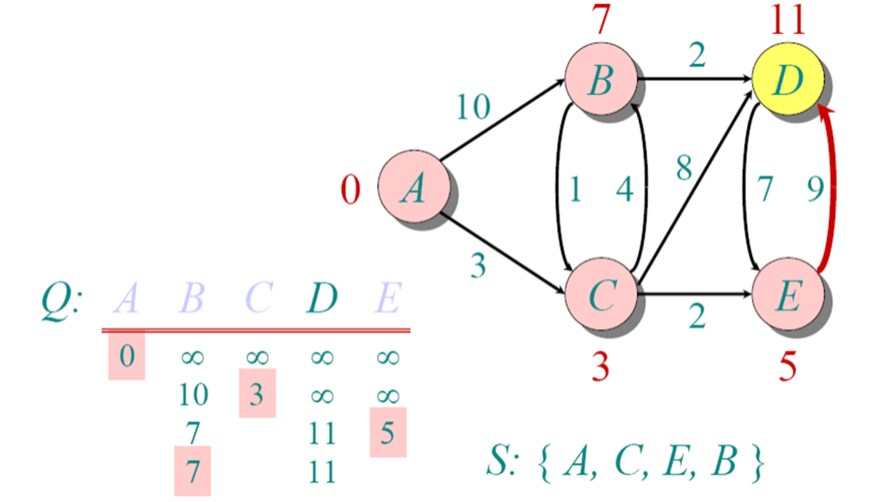 7 11
B 2 D
10
0 A 1 4 8 7 9
3
Q: A B C D E
C 2 E
0 ∞ ∞ ∞ ∞
3 5
10 3 ∞ ∞
7 11 5
7 11
S: { A, C, E, B }